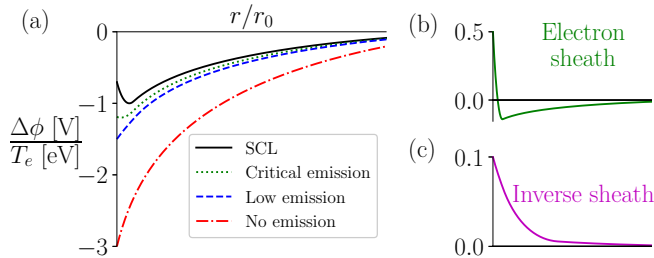 (a)
r/r₀
0
−1
−2
−3
Δϕ [V]
Tₑ [eV]
SCL
Critical emission
Low emission
No emission
(b)
0.5
0.0
Electron
sheath
(c)
0.1
0.0
Inverse sheath